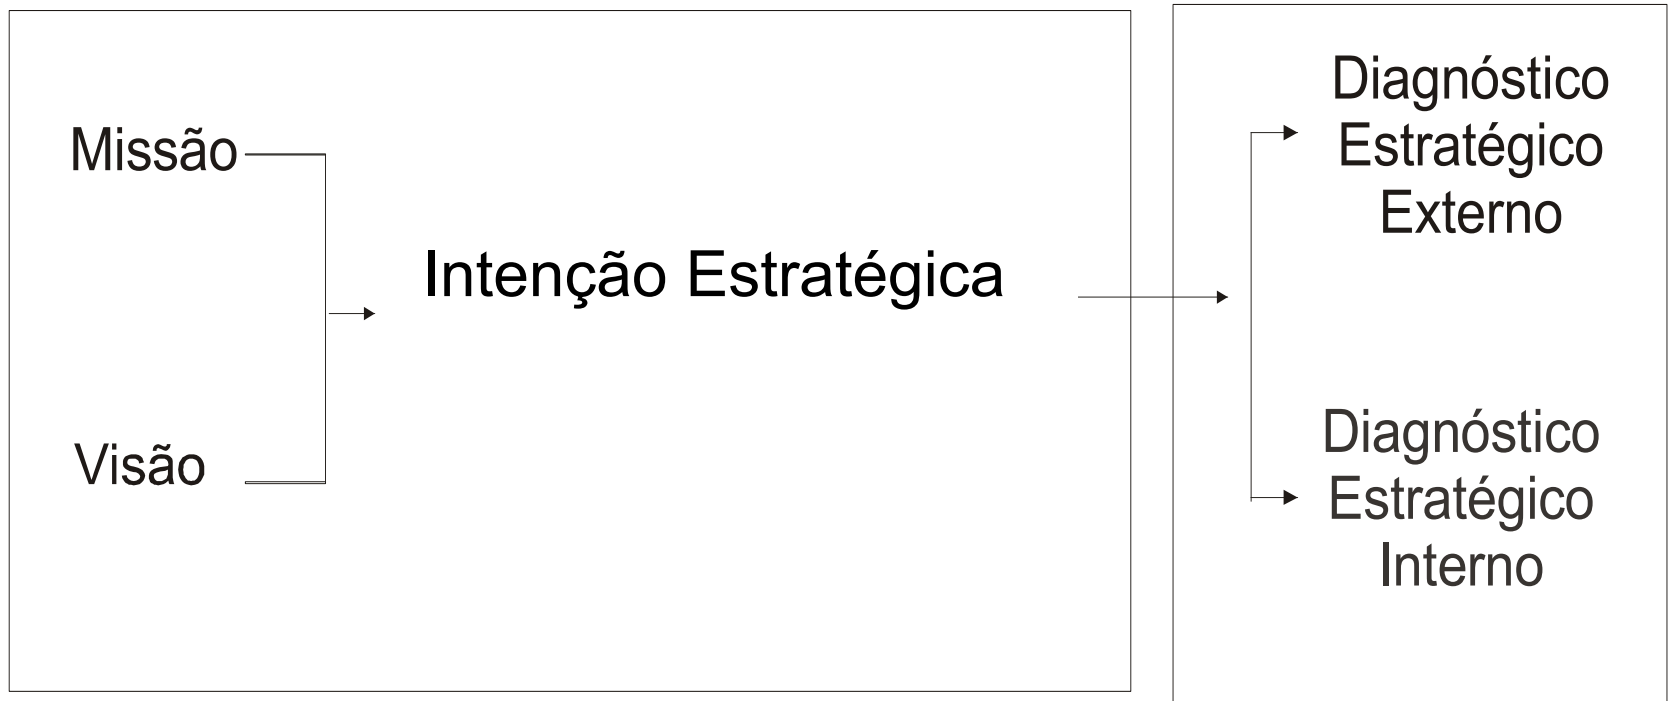 Missão
Visão
Intenção Estratégica
Diagnóstico
Estratégico
Externo
Diagnóstico
Estratégico
Interno